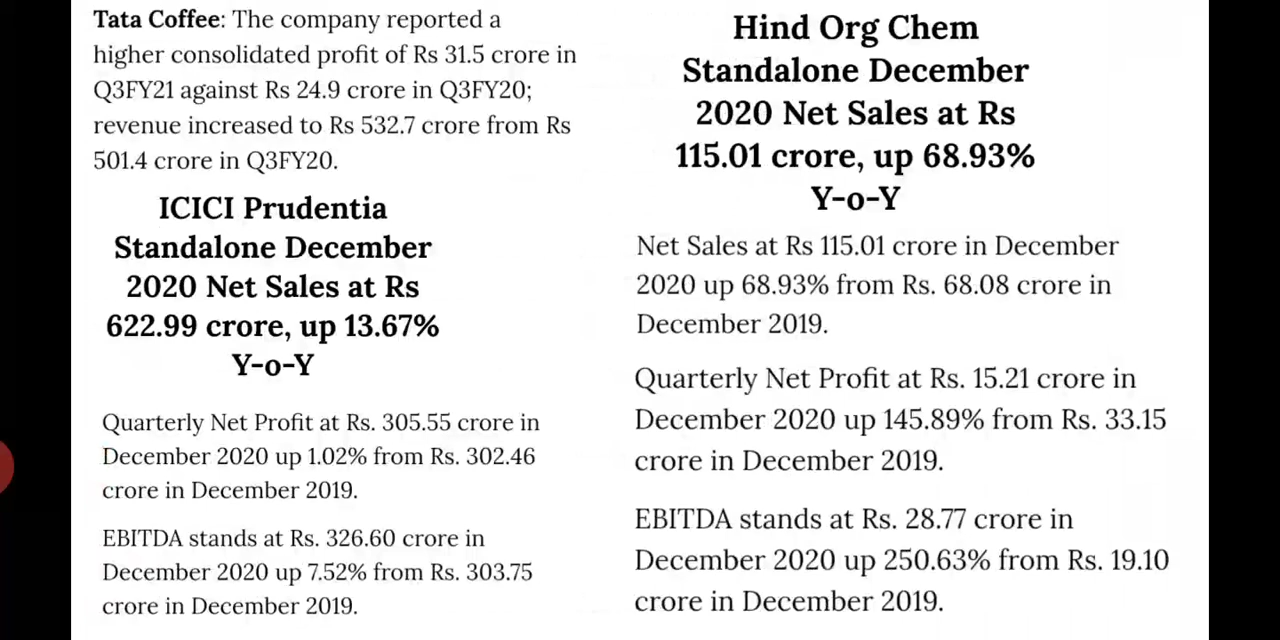 Tata Coffee: The company reported a
higher consolidated profit of Rs 31.5 crore in
Q3FY21 against Rs 24.9 crore in Q3FY20;
revenue increased to Rs 532.7 crore from Rs
501.4 crore in Q3FY20.
ICICI Prudentia
Standalone December
2020 Net Sales at Rs
622.99 crore, up 13.67%
Y-o-Y
Quarterly Net Profit at Rs. 305.55 crore in
December 2020 up 1.02% from Rs. 302.46
crore in December 2019.
EBITDA stands at Rs. 326.60 crore in
December 2020 up 7.52% from Rs. 303.75
crore in December 2019.
Hind Org Chem
Standalone December
2020 Net Sales at Rs
115.01 crore, up 68.93%
Y-o-Y
Net Sales at Rs 115.01 crore in December
2020 up 68.93% from Rs. 68.08 crore in
December 2019.
Quarterly Net Profit at Rs. 15.21 crore in
December 2020 up 145.89% from Rs. 33.15
crore in December 2019.
EBITDA stands at Rs. 28.77 crore in
December 2020 up 250.63% from Rs. 19.10
crore in December 2019.